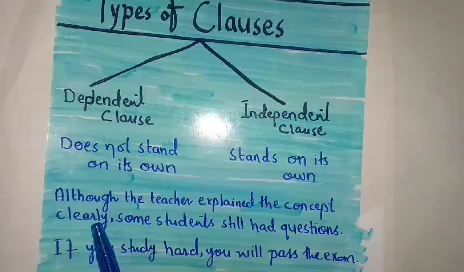 Types of Clauses
Dependent
Clause
Independent
Clause
Does not stand
on its own
Stands on its
own
Although the teacher explained the concept
clearly, some students still had questions.
If you study hard, you will pass the exam.